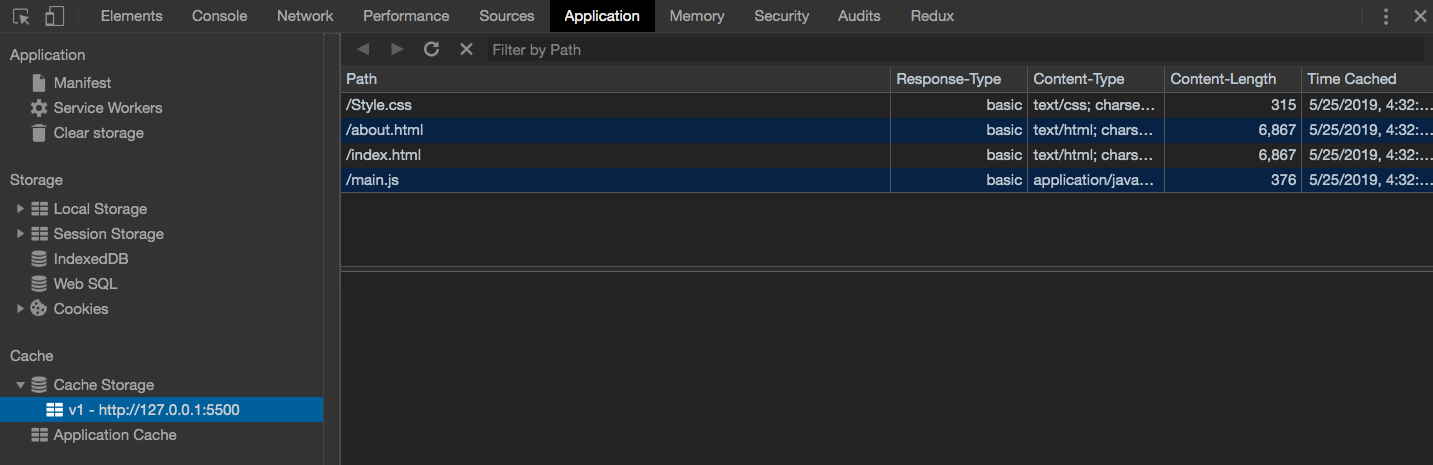 Elements Console Network Performance Sources Application Memory Security Audits Redux
Application
Manifest
Service Workers
Clear storage
Storage
Local Storage
Session Storage
IndexedDB
Web SQL
Cookies
Cache
Cache Storage
v1 - http://127.0.0.1:5500
Application Cache
Filter by Path
Path Response-Type Content-Type Content-Length Time Cached
/Style.css basic text/css; charse… 315 5/25/2019, 4:32:…
/about.html basic text/html; chars… 6,867 5/25/2019, 4:32:…
/index.html basic text/html; chars… 6,867 5/25/2019, 4:32:…
/main.js basic application/java… 376 5/25/2019, 4:32:…